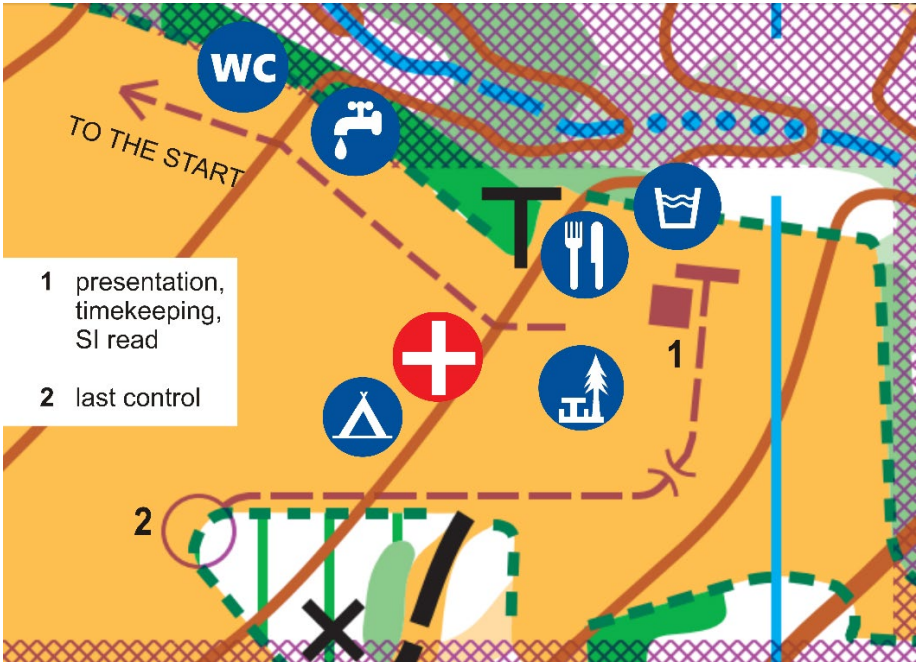 WC
TO THE START
1 presentation,
timekeeping,
SI read
2 last control
1
2